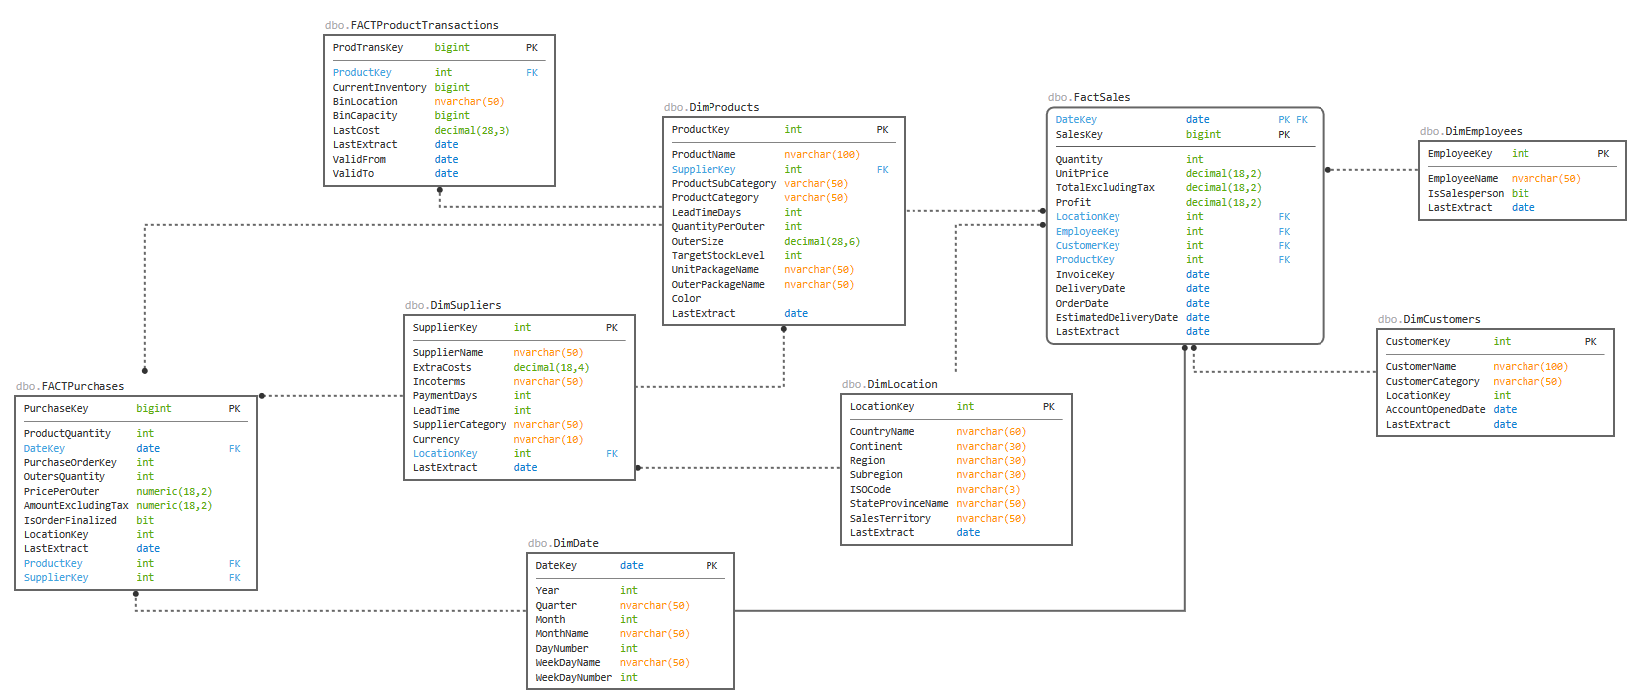 dbo.FACTProductTransactions
ProdTransKey bigint PK
ProductKey int FK
CurrentInventory bigint
BinLocation nvarchar(50)
BinCapacity bigint
LastCost decimal(28,3)
LastExtract date
ValidFrom date
ValidTo date
dbo.DimProducts
ProductKey int PK
ProductName nvarchar(100)
SupplierKey int FK
ProductSubCategory varchar(50)
ProductCategory varchar(50)
LeadTimeDays int
QuantityPerOuter int
OuterSize decimal(28,6)
TargetStockLevel int
UnitPackageName nvarchar(50)
OuterPackageName nvarchar(50)
Color
LastExtract date
dbo.FactSales
DateKey date PK FK
SalesKey bigint PK
Quantity int
UnitPrice decimal(18,2)
TotalExcludingTax decimal(18,2)
Profit decimal(18,2)
LocationKey int FK
EmployeeKey int FK
CustomerKey int FK
ProductKey int FK
InvoiceKey date
DeliveryDate date
OrderDate date
EstimatedDeliveryDate date
LastExtract date
dbo.DimEmployees
EmployeeKey int PK
EmployeeName nvarchar(50)
IsSalesperson bit
LastExtract date
dbo.DimSupliers
SupplierKey int PK
SupplierName nvarchar(50)
ExtraCosts decimal(18,4)
Incoterms nvarchar(50)
PaymentDays int
LeadTime int
SupplierCategory nvarchar(50)
Currency nvarchar(10)
LocationKey int FK
LastExtract date
dbo.DimCustomers
CustomerKey int PK
CustomerName nvarchar(100)
CustomerCategory nvarchar(50)
LocationKey int
AccountOpenedDate date
LastExtract date
dbo.FACTPurchases
PurchaseKey bigint PK
ProductQuantity int
DateKey date FK
PurchaseOrderKey int
OutersQuantity int
PricePerOuter numeric(18,2)
AmountExcludingTax numeric(18,2)
IsOrderFinalized bit
LocationKey int
LastExtract date
ProductKey int FK
SupplierKey int FK
dbo.DimLocation
LocationKey int PK
CountryName nvarchar(60)
Continent nvarchar(30)
Region nvarchar(30)
Subregion nvarchar(30)
ISOCode nvarchar(3)
StateProvinceName nvarchar(50)
SalesTerritory nvarchar(50)
LastExtract date
dbo.DimDate
DateKey date PK
Year int
Quarter nvarchar(50)
Month int
MonthName nvarchar(50)
DayNumber int
WeekDayName nvarchar(50)
WeekDayNumber int